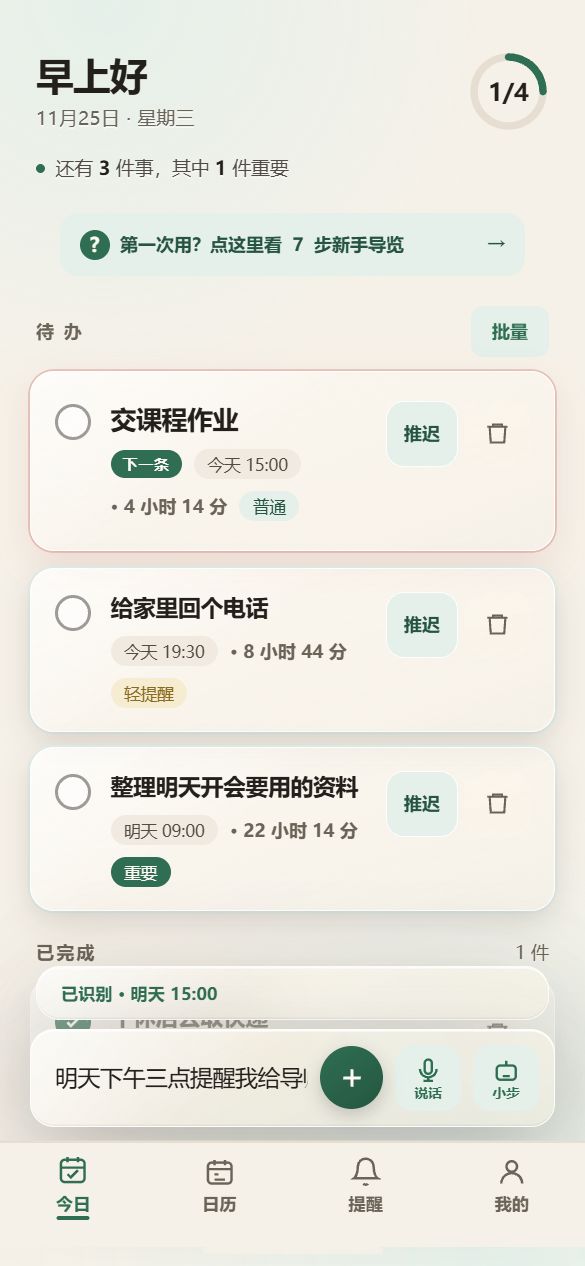 早上好
1/4
11月25日 · 星期三
还有 3 件事，其中 1 件重要
? 第一次用？点这里看 7 步新手导览 →
待 办
批量
交课程作业
推迟
下一条 今天 15:00
• 4 小时 14 分 普通
给家里回个电话
推迟
今天 19:30 • 8 小时 44 分
轻提醒
整理明天开会要用的资料
推迟
明天 09:00 • 22 小时 14 分
重要
已完成 1 件
已识别 • 明天 15:00
明天下午三点提醒我给导
+
说话 小步
今日 日历 提醒 我的